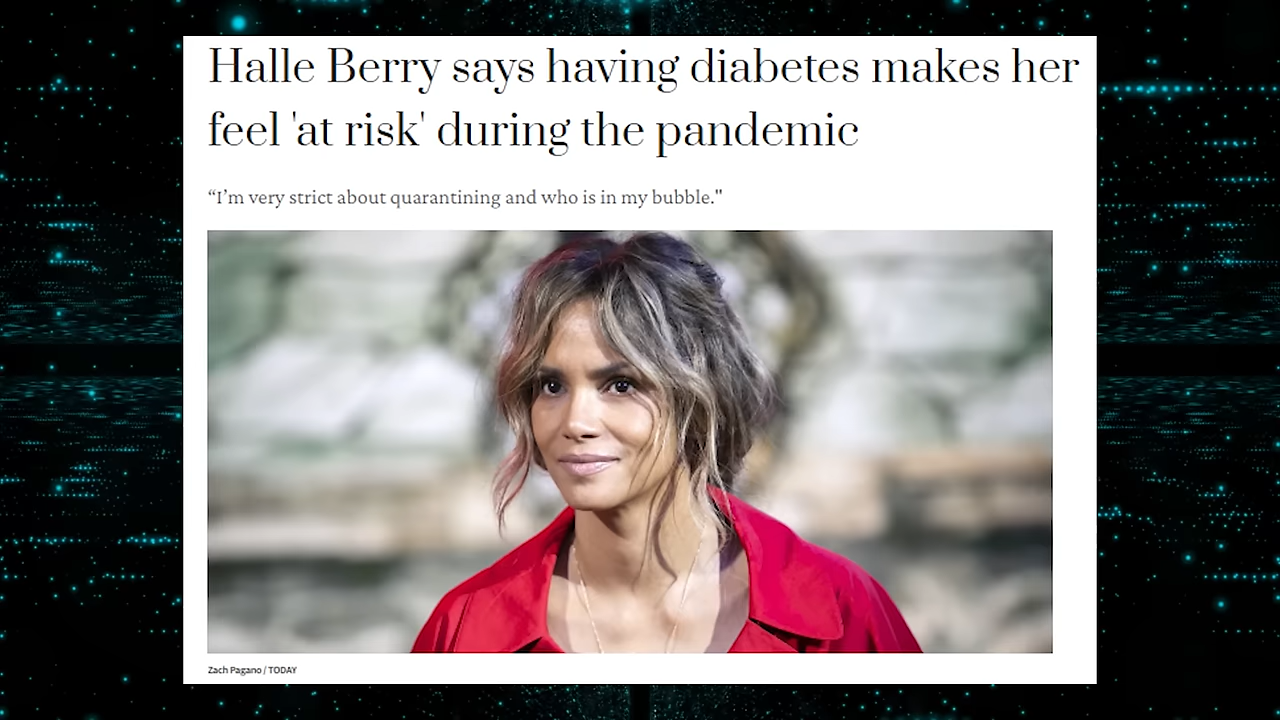 Halle Berry says having diabetes makes her
feel 'at risk' during the pandemic
“I’m very strict about quarantining and who is in my bubble."
Zach Pagano / TODAY